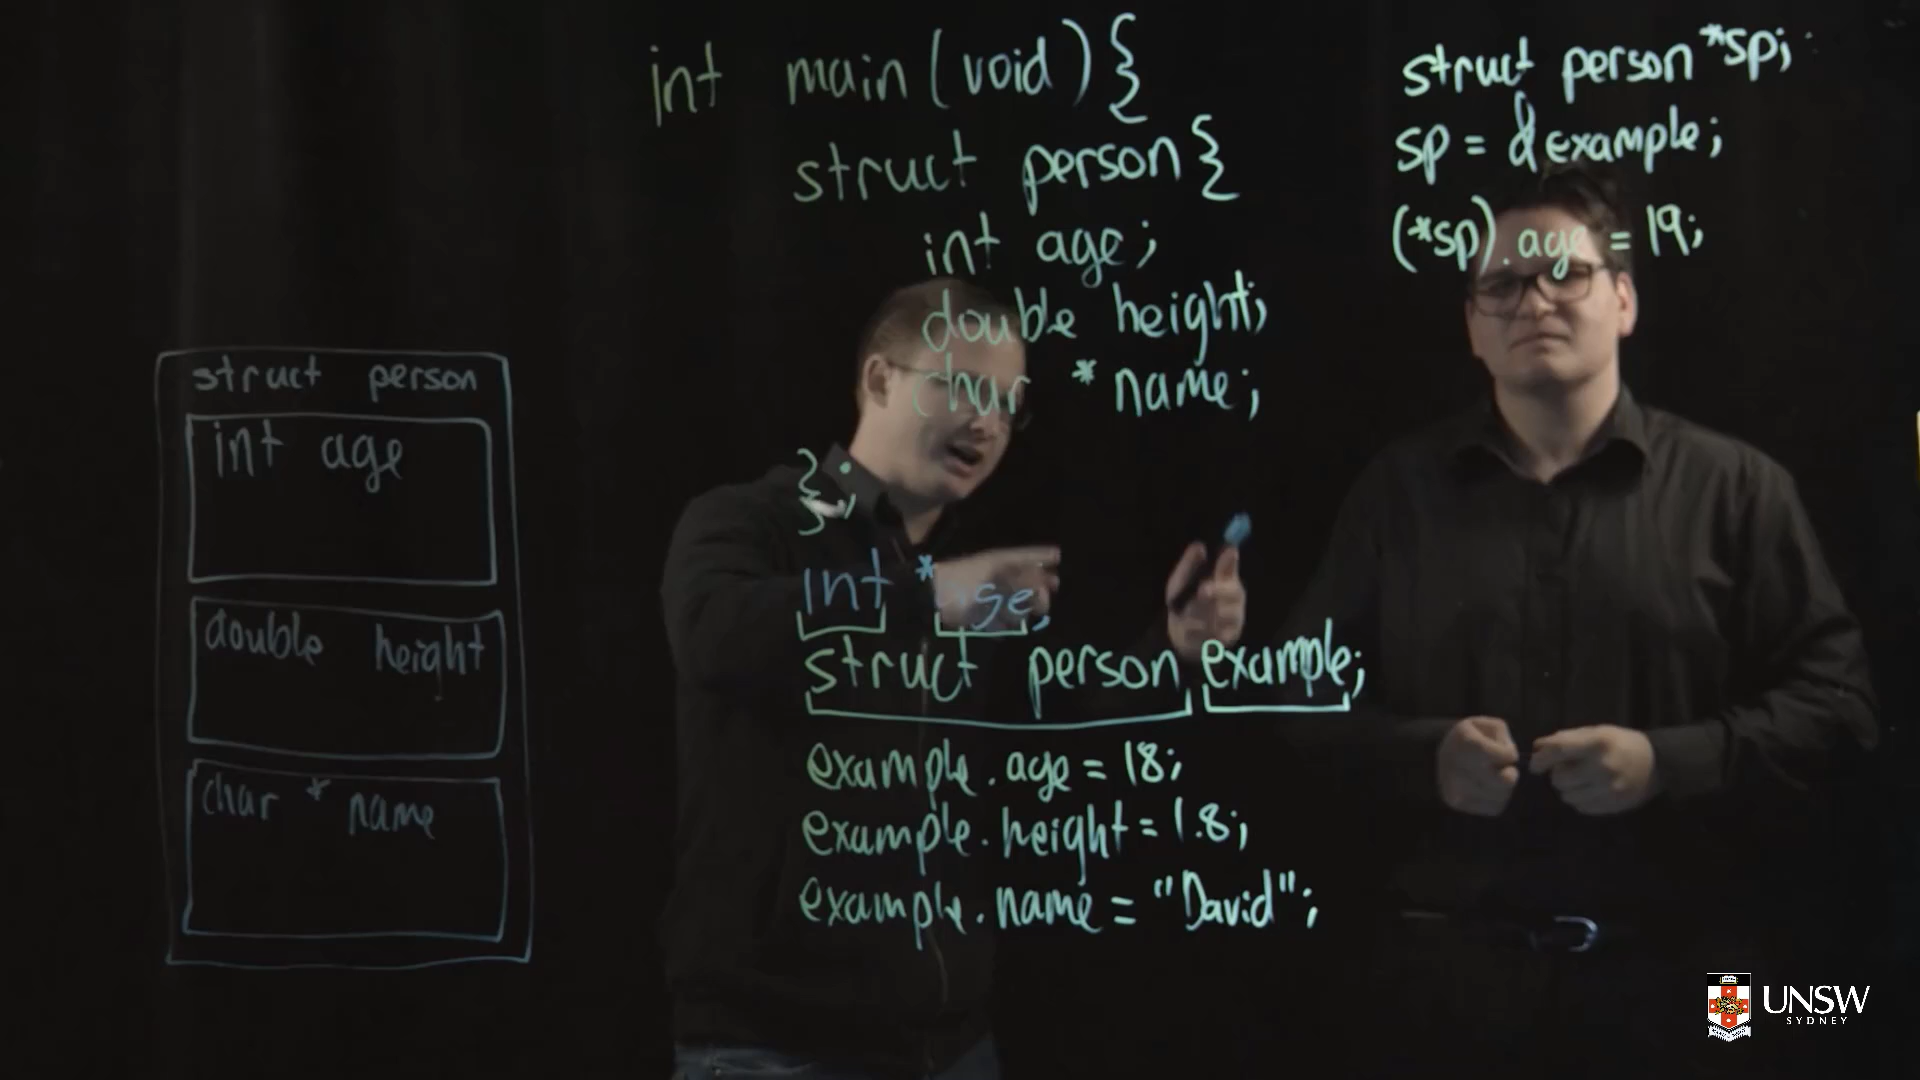 int main (void) {
struct person {
int age;
double height;
char * name;
};
int * age;
struct person example;
example.age = 18;
example.height = 1.8;
example.name = "David";
struct person *sp;
sp = &example;
(*sp).age = 19;
struct person
int age
double height
char * name
UNSW
SYDNEY